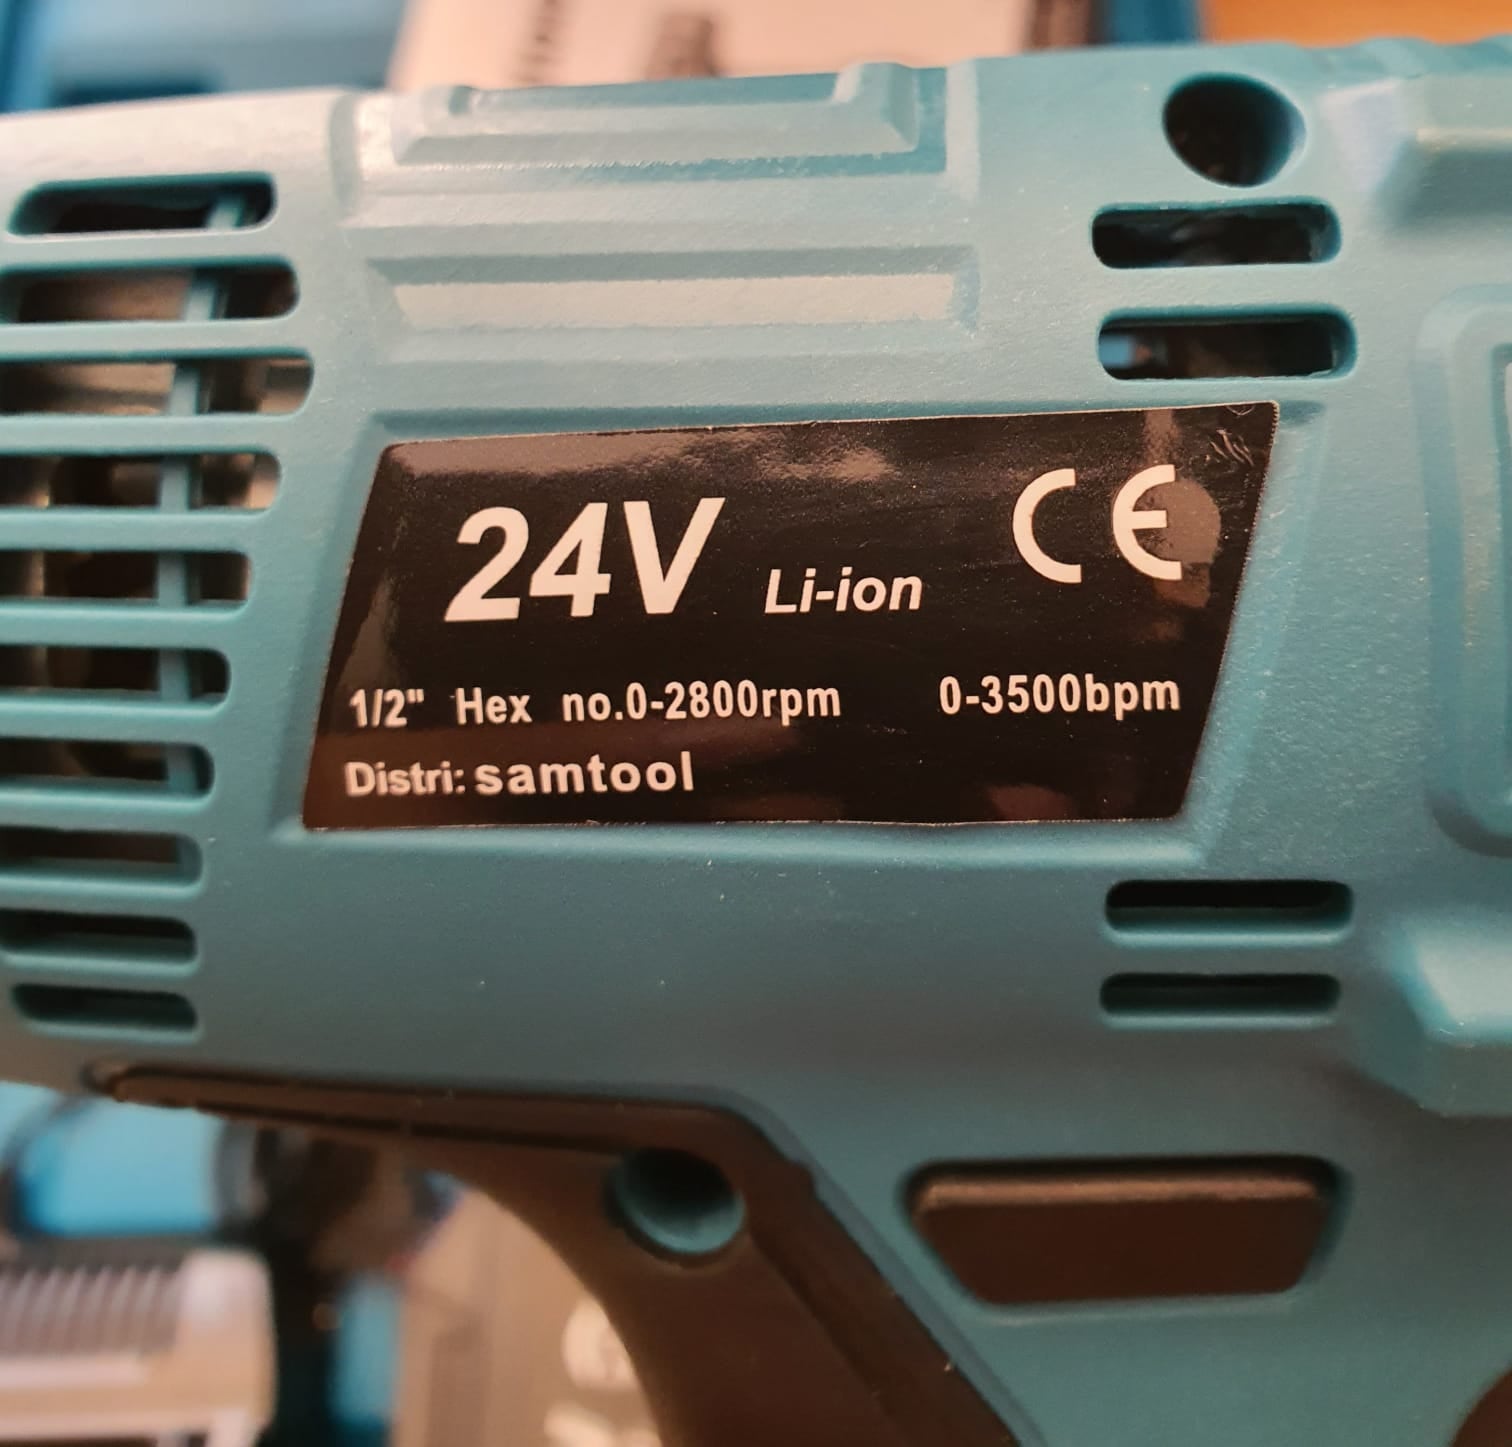 24V Li-ion CE
1/2" Hex no.0-2800rpm 0-3500bpm
Distri: samtool